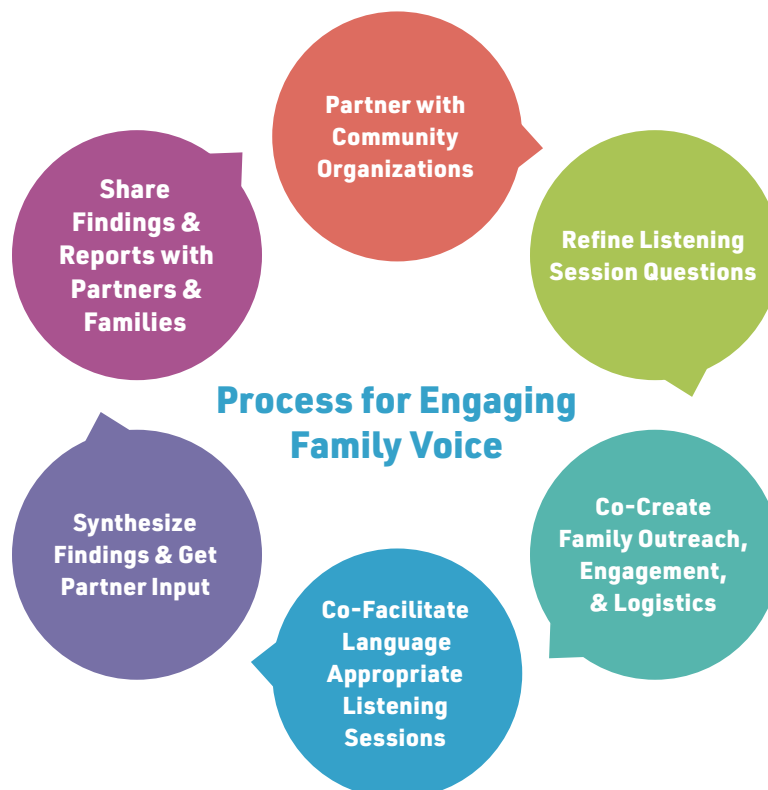 Partner with
Community
Organizations
Refine Listening
Session Questions
Co-Create
Family Outreach,
Engagement,
& Logistics
Co-Facilitate
Language
Appropriate
Listening
Sessions
Synthesize
Findings & Get
Partner Input
Share
Findings &
Reports with
Partners &
Families
Process for Engaging
Family Voice